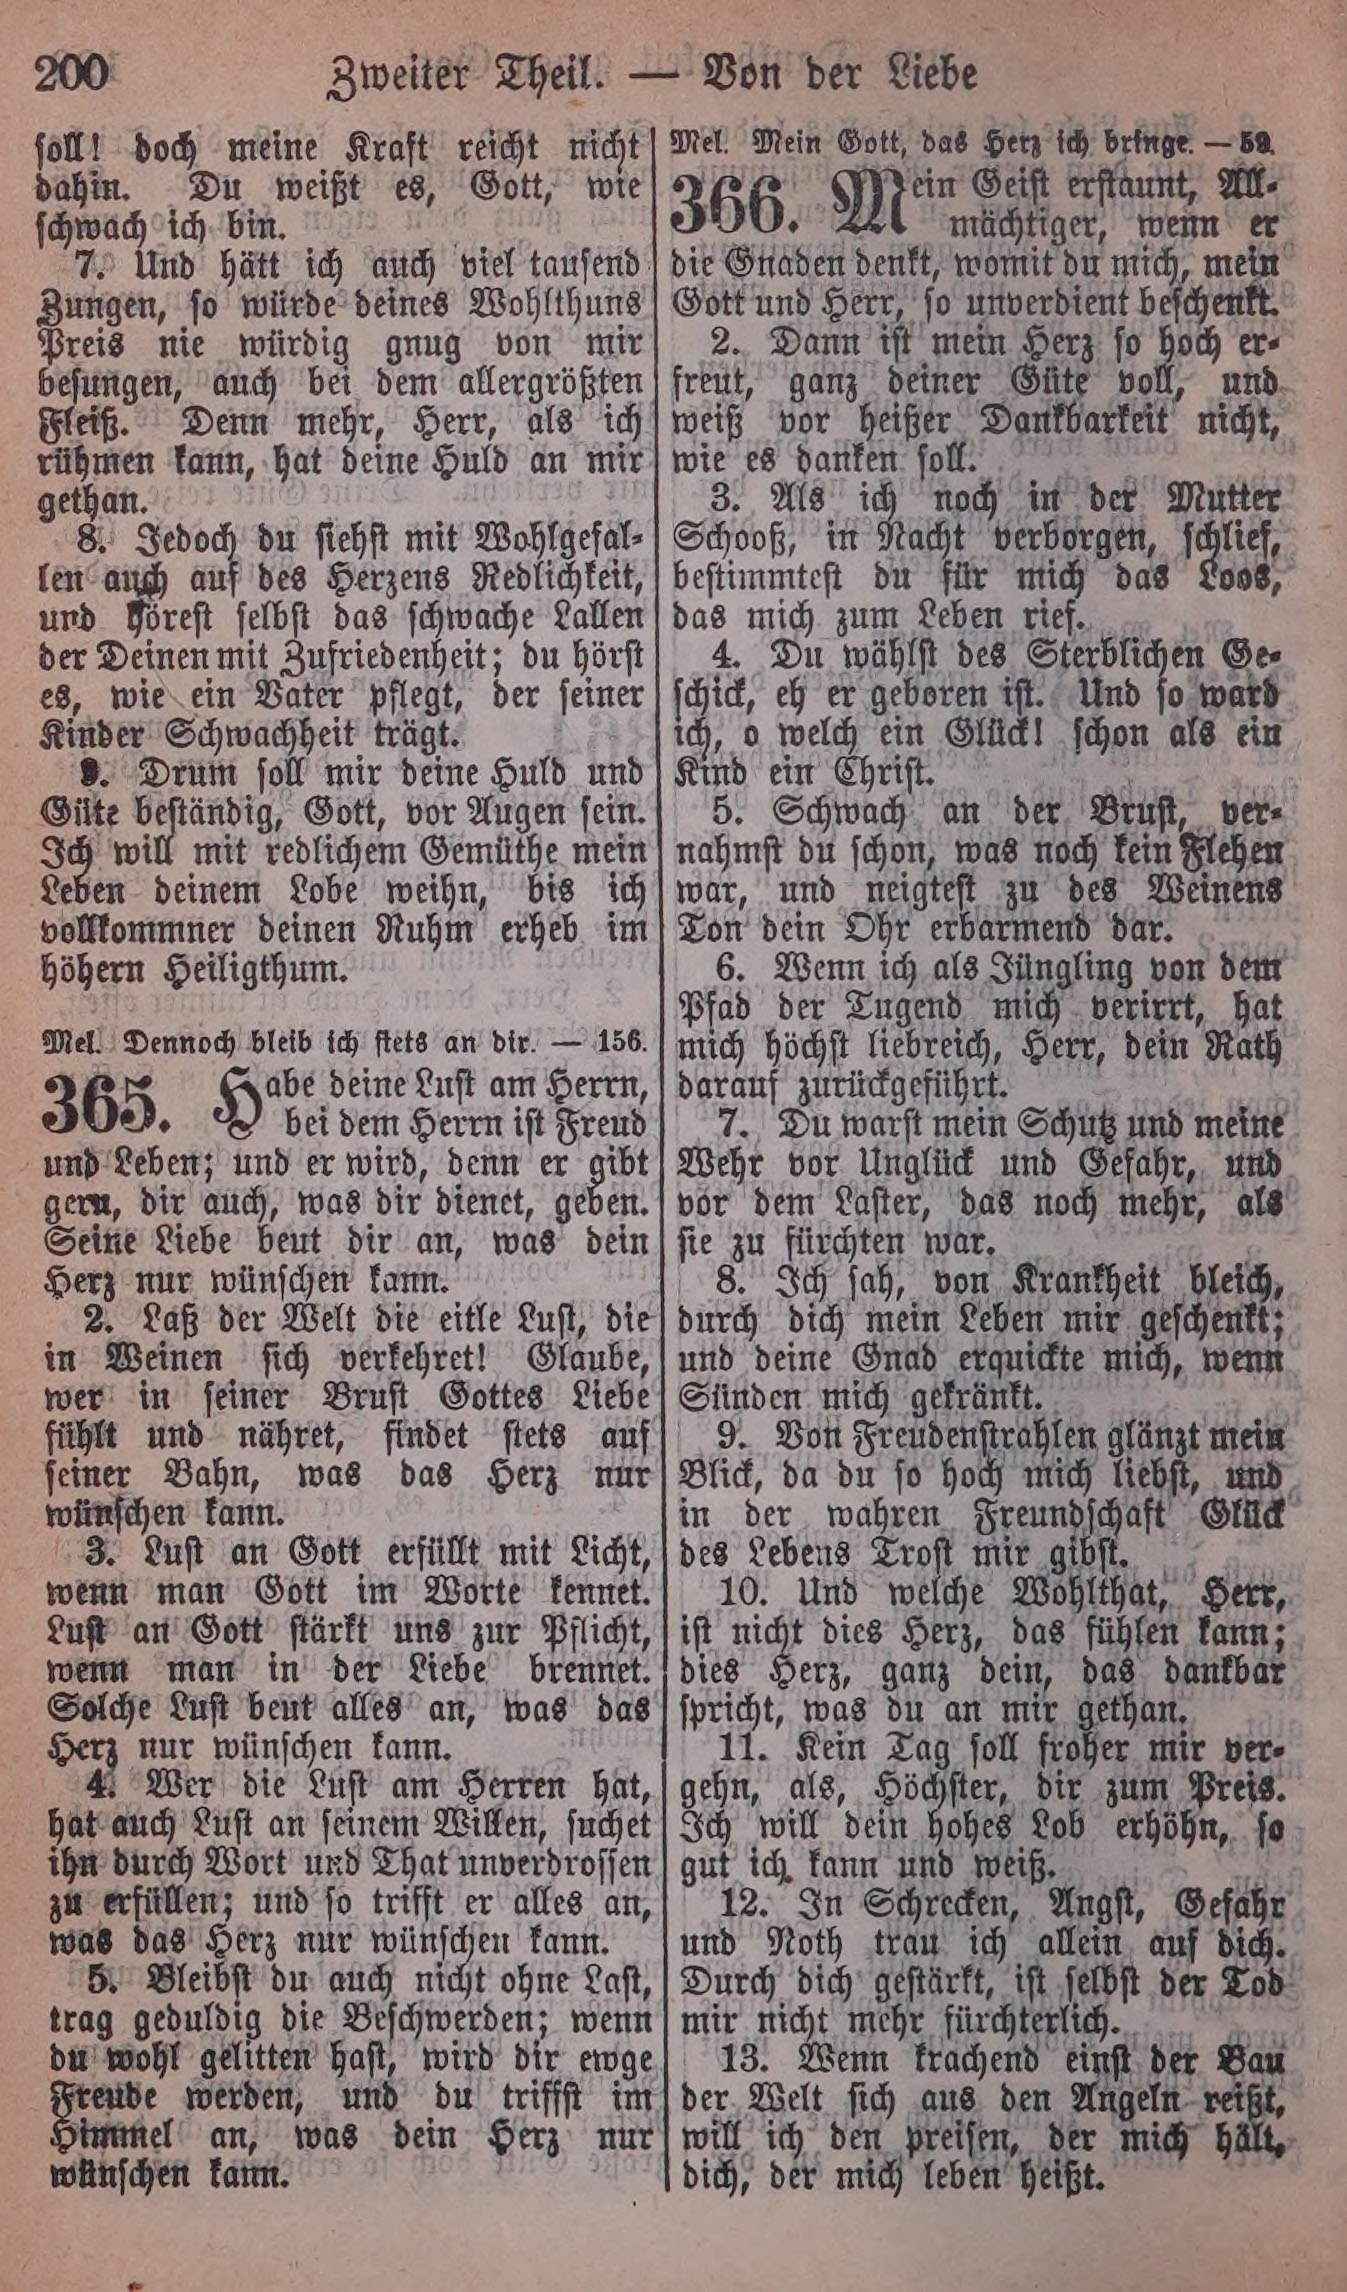 200 Zweiter Theil. — Von der Liebe
soll! doch meine Kraft reicht nicht
dahin. Du weißt es, Gott, wie
schwach ich bin.
7. Und hätt ich auch viel tausend
Zungen, so würde deines Wohlthuns
Preis nie würdig gnug von mir
besungen, auch bei dem allergrößten
Fleiß. Denn mehr, Herr, als ich
rühmen kann, hat deine Huld an mir
gethan.
8. Jedoch du siehst mit Wohlgefal-
len auch auf des Herzens Redlichkeit,
und hörest selbst das schwache Lallen
der Deinen mit Zufriedenheit; du hörst
es, wie ein Vater pflegt, der seiner
Kinder Schwachheit trägt.
9. Drum soll mir deine Huld und
Güte beständig, Gott, vor Augen sein.
Ich will mit redlichem Gemüthe mein
Leben deinem Lobe weihn, bis ich
vollkommner deinen Ruhm erheb im
höhern Heiligthum.
Mel. Dennoch bleib ich stets an dir. — 156.
365. Habe deine Lust am Herrn,
bei dem Herrn ist Freud
und Leben; und er wird, denn er gibt
gern, dir auch, was dir dienet, geben.
Seine Liebe beut dir an, was dein
Herz nur wünschen kann.
2. Laß der Welt die eitle Lust, die
in Weinen sich verkehret! Glaube,
wer in seiner Brust Gottes Liebe
fühlt und nähret, findet stets auf
seiner Bahn, was das Herz nur
wünschen kann.
3. Lust an Gott erfüllt mit Licht,
wenn man Gott im Worte kennet.
Lust an Gott stärkt uns zur Pflicht,
wenn man in der Liebe brennet.
Solche Lust beut alles an, was das
Herz nur wünschen kann.
4. Wer die Lust am Herren hat,
hat auch Lust an seinem Willen, suchet
ihn durch Wort und That unverdrossen
zu erfüllen; und so trifft er alles an,
was das Herz nur wünschen kann.
5. Bleibst du auch nicht ohne Last,
trag geduldig die Beschwerden; wenn
du wohl gelitten hast, wird dir ewge
Freude werden, und du triffst im
Himmel an, was dein Herz nur
wünschen kann.
Mel. Mein Gott, das Herz ich bringe. — 59.
366. Mein Geist erstaunt, All-
mächtiger, wenn er
die Gnaden denkt, womit du mich, mein
Gott und Herr, so unverdient beschenkt.
2. Dann ist mein Herz so hoch er-
freut, ganz deiner Güte voll, und
weiß vor heißer Dankbarkeit nicht,
wie es danken soll.
3. Als ich noch in der Mutter
Schooß, in Nacht verborgen, schlief,
bestimmtest du für mich das Loos,
das mich zum Leben rief.
4. Du wählst des Sterblichen Ge-
schick, eh er geboren ist. Und so ward
ich, o welch ein Glück! schon als ein
Kind ein Christ.
5. Schwach an der Brust, ver-
nahmst du schon, was noch kein Flehen
war, und neigtest zu des Weinens
Ton dein Ohr erbarmend dar.
6. Wenn ich als Jüngling von dem
Pfad der Tugend mich verirrt, hat
mich höchst liebreich, Herr, dein Rath
darauf zurückgeführt.
7. Du warst mein Schutz und meine
Wehr vor Unglück und Gefahr, und
vor dem Laster, das noch mehr, als
sie zu fürchten war.
8. Ich sah, von Krankheit bleich,
durch dich mein Leben mir geschenkt;
und deine Gnad erquickte mich, wenn
Sünden mich gekränkt.
9. Von Freudenstrahlen glänzt mein
Blick, da du so hoch mich liebst, und
in der wahren Freundschaft Glück
des Lebens Trost mir gibst.
10. Und welche Wohlthat, Herr,
ist nicht dies Herz, das fühlen kann;
dies Herz, ganz dein, das dankbar
spricht, was du an mir gethan.
11. Kein Tag soll froher mir ver-
gehn, als, Höchster, dir zum Preis.
Ich will dein hohes Lob erhöhn, so
gut ich kann und weiß.
12. In Schrecken, Angst, Gefahr
und Noth trau ich allein auf dich.
Durch dich gestärkt, ist selbst der Tod
mir nicht mehr fürchterlich.
13. Wenn krachend einst der Bau
der Welt sich aus den Angeln reißt,
will ich den preisen, der mich hält,
dich, der mich leben heißt.